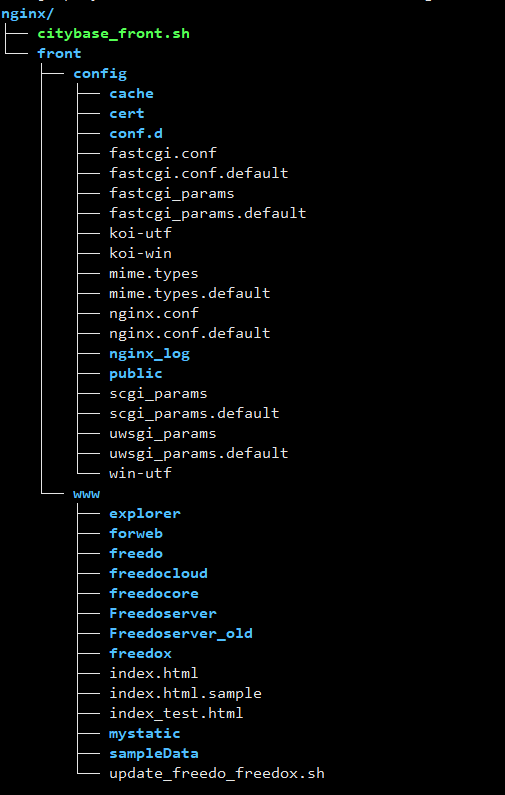 nginx/
├── citybase_front.sh
└── front
    ├── config
    │   ├── cache
    │   ├── cert
    │   ├── conf.d
    │   ├── fastcgi.conf
    │   ├── fastcgi.conf.default
    │   ├── fastcgi_params
    │   ├── fastcgi_params.default
    │   ├── koi-utf
    │   ├── koi-win
    │   ├── mime.types
    │   ├── mime.types.default
    │   ├── nginx.conf
    │   ├── nginx.conf.default
    │   ├── nginx_log
    │   ├── public
    │   ├── scgi_params
    │   ├── scgi_params.default
    │   ├── uwsgi_params
    │   ├── uwsgi_params.default
    │   └── win-utf
    └── www
        ├── explorer
        ├── forweb
        ├── freedo
        ├── freedocloud
        ├── freedocore
        ├── Freedoserver
        ├── Freedoserver_old
        ├── freedox
        ├── index.html
        ├── index.html.sample
        ├── index_test.html
        ├── mystatic
        ├── sampleData
        └── update_freedo_freedox.sh